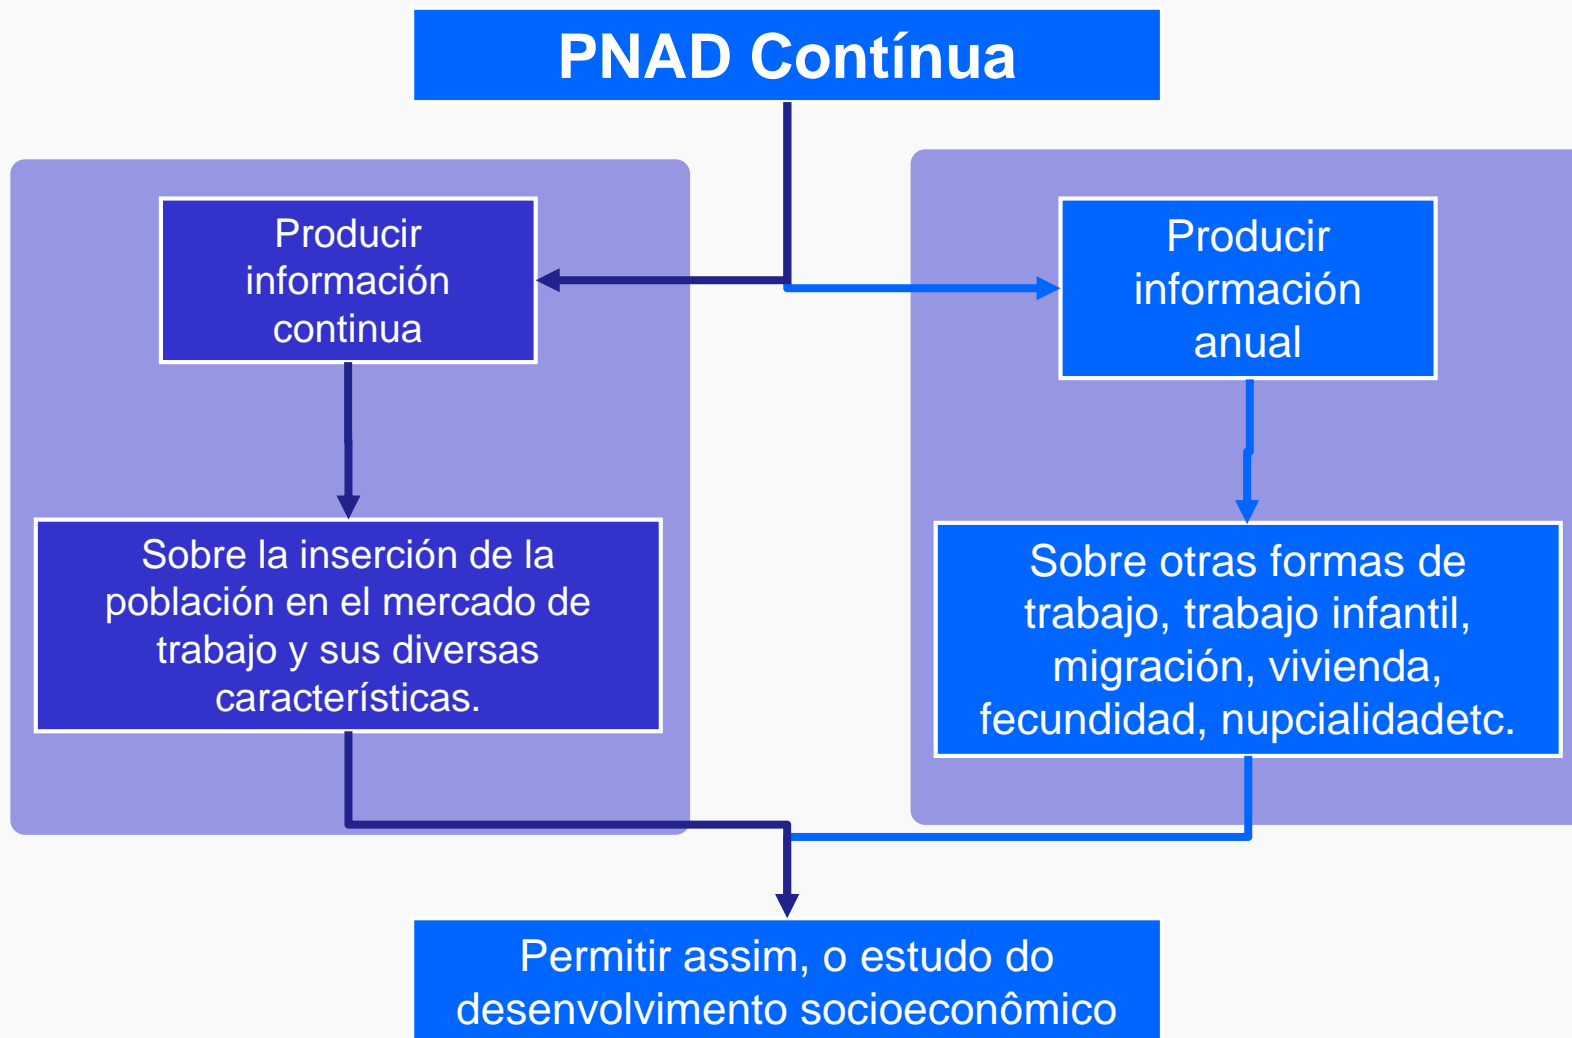 PNAD Contínua
Producir
información
continua
Sobre la inserción de la
población en el mercado de
trabajo y sus diversas
característícas.
Producir
información
anual
Sobre otras formas de
trabajo, trabajo infantil,
migración, vivienda,
fecundidad, nupcialidadetc.
Permitir assim, o estudo do
desenvolvimento socioeconômico